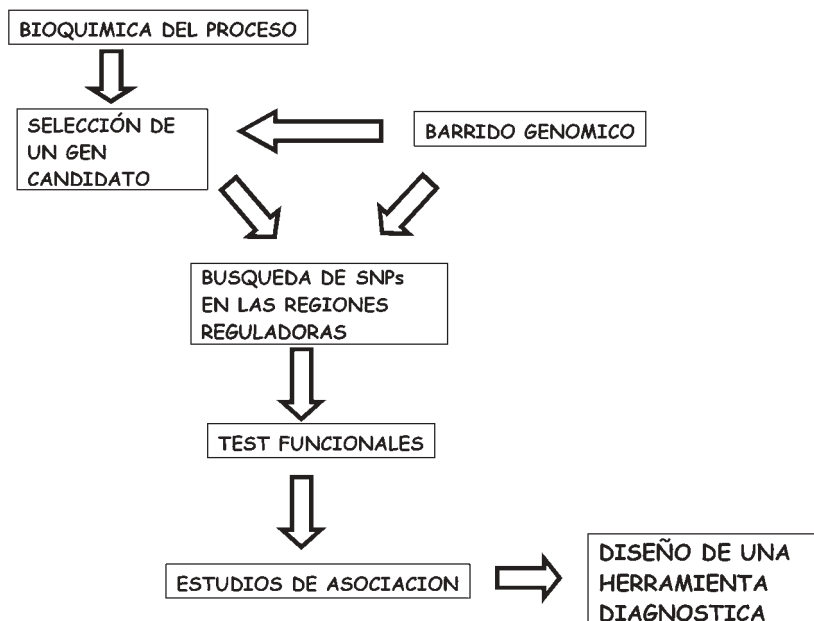 BIOQUIMICA DEL PROCESO
SELECCIÓN DE
UN GEN
CANDIDATO
BARRIDO GENOMICO
BUSQUEDA DE SNPs
EN LAS REGIONES
REGULADORAS
TEST FUNCIONALES
ESTUDIOS DE ASOCIACION
DISEÑO DE UNA
HERRAMIENTA
DIAGNOSTICA